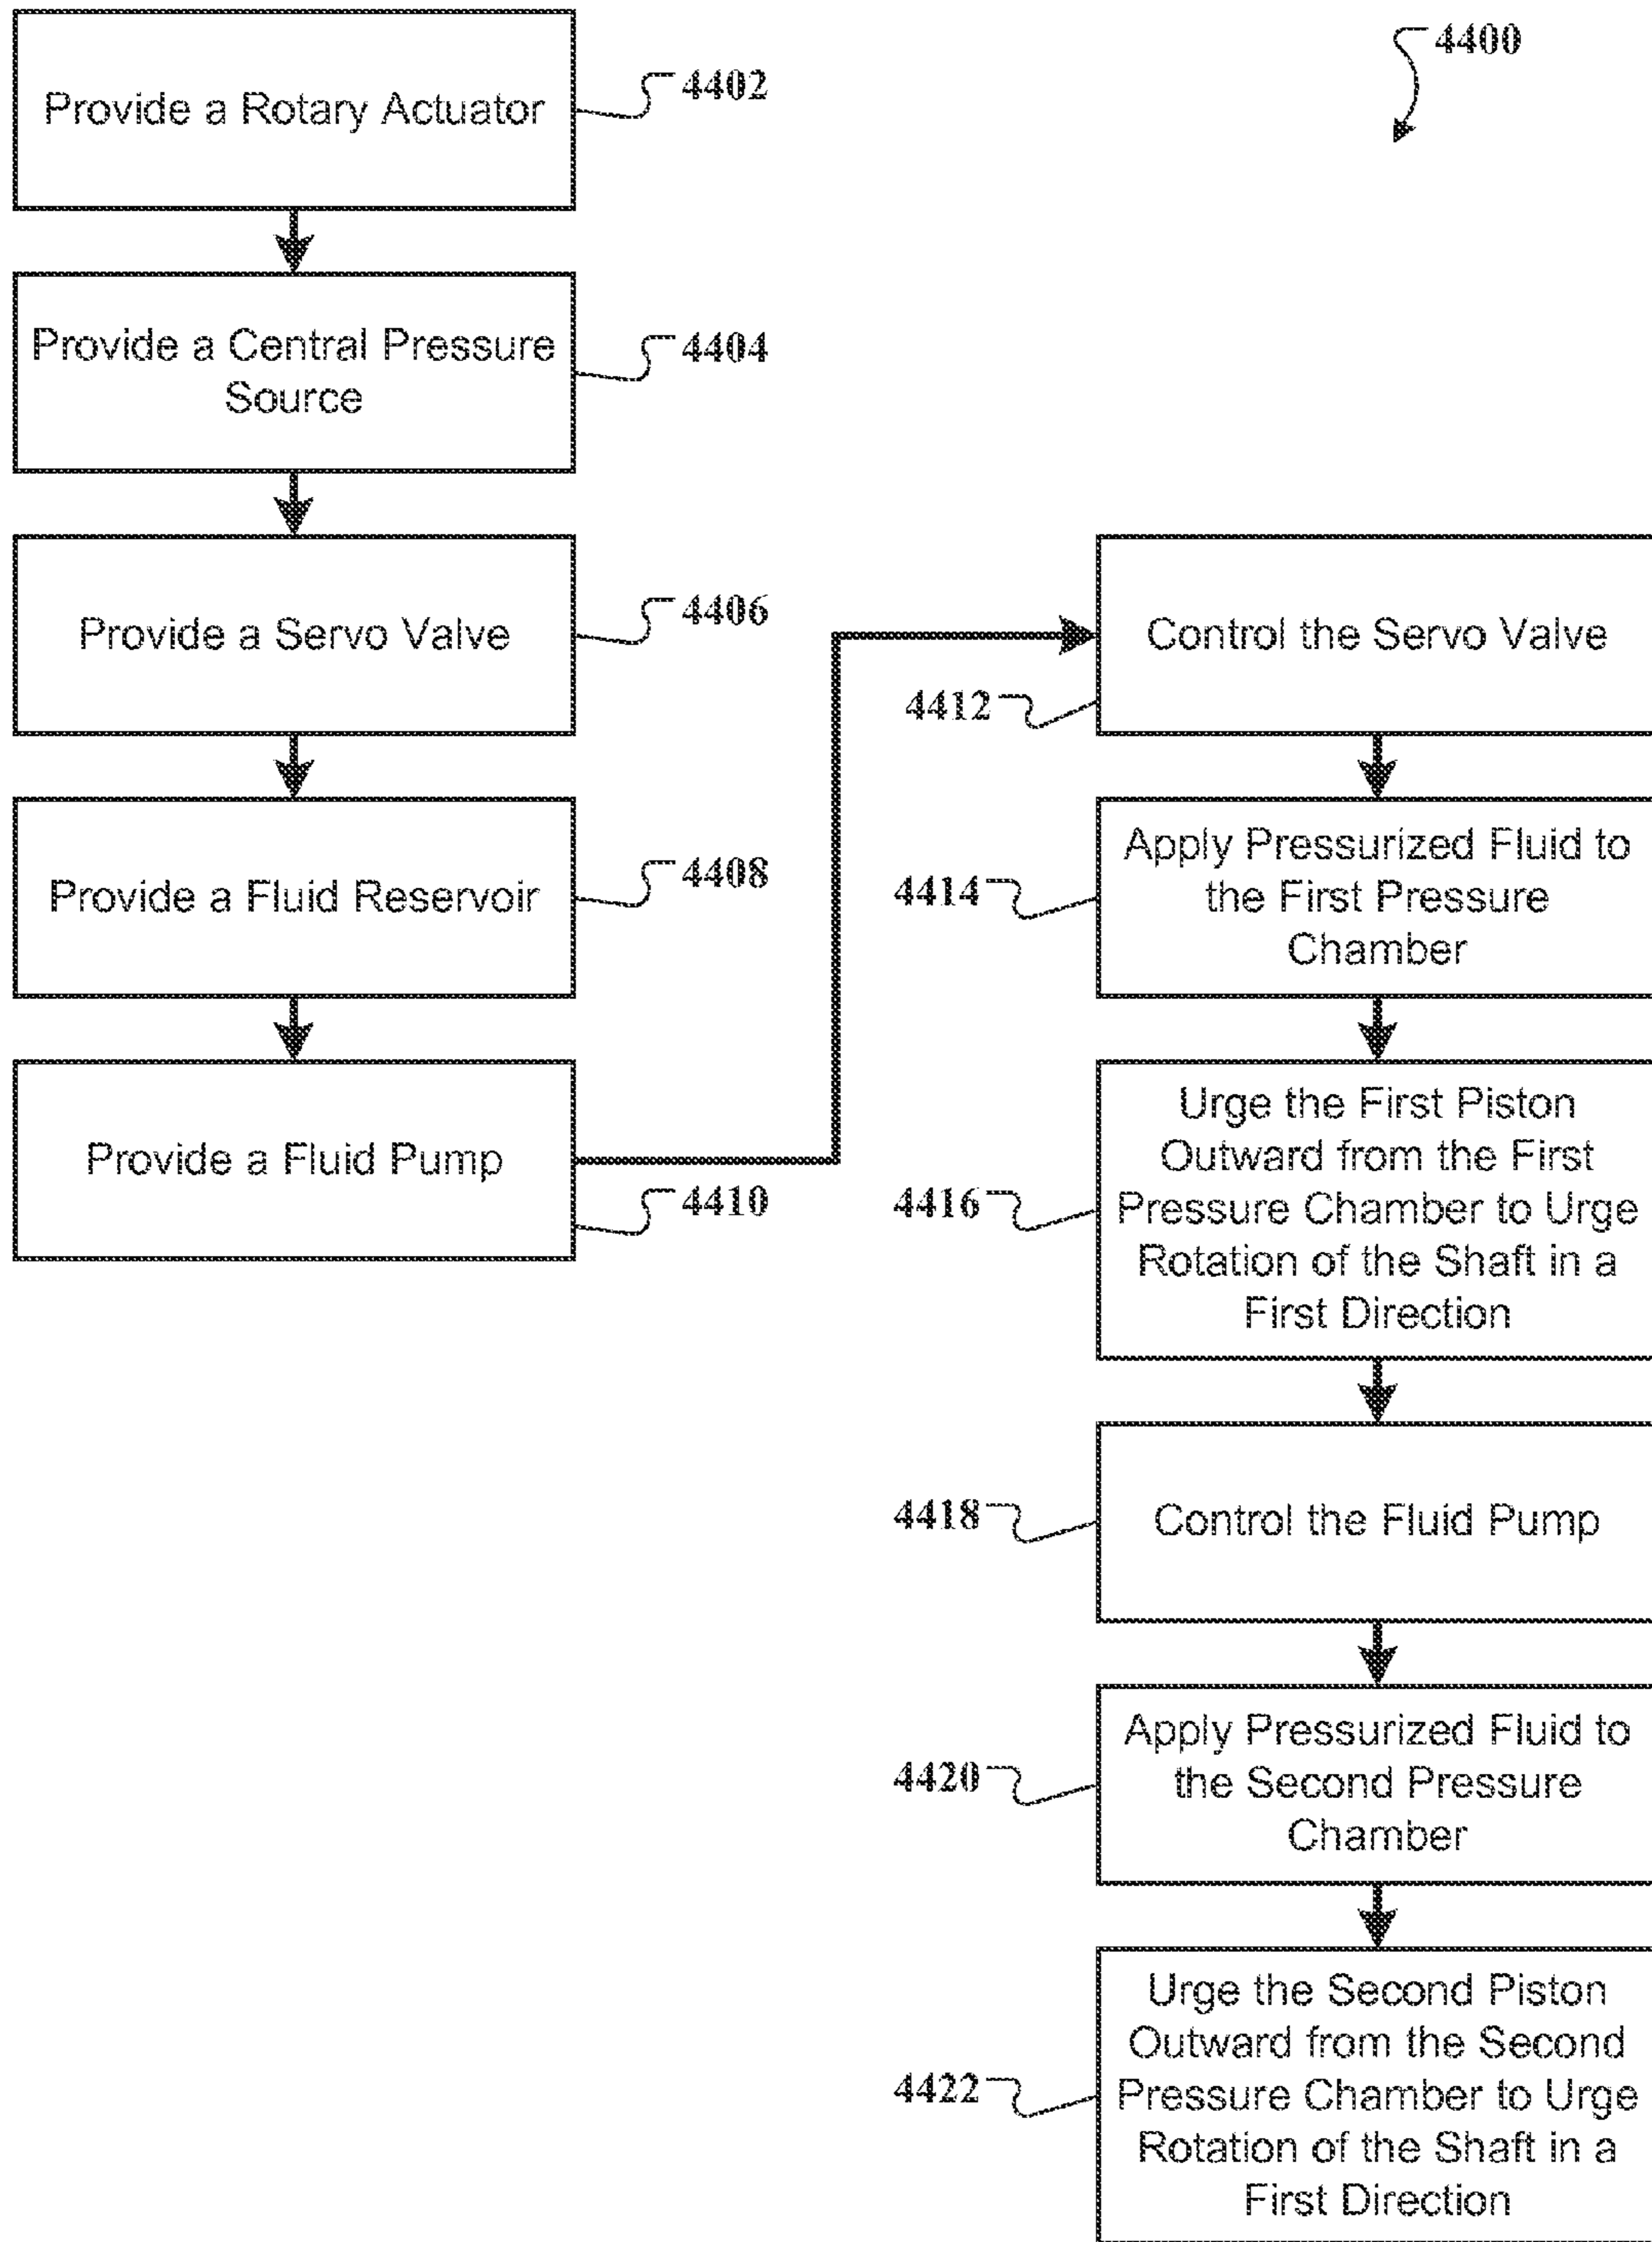 4400
Provide a Rotary Actuator
4402
Provide a Central Pressure
Source
4404
Provide a Servo Valve
4406
Provide a Fluid Reservoir
4408
Provide a Fluid Pump
4410
Control the Servo Valve
4412
Apply Pressurized Fluid to
the First Pressure
Chamber
4414
Urge the First Piston
Outward from the First
Pressure Chamber to Urge
Rotation of the Shaft in a
First Direction
4416
Control the Fluid Pump
4418
Apply Pressurized Fluid to
the Second Pressure
Chamber
4420
Urge the Second Piston
Outward from the Second
Pressure Chamber to Urge
Rotation of the Shaft in a
First Direction
4422